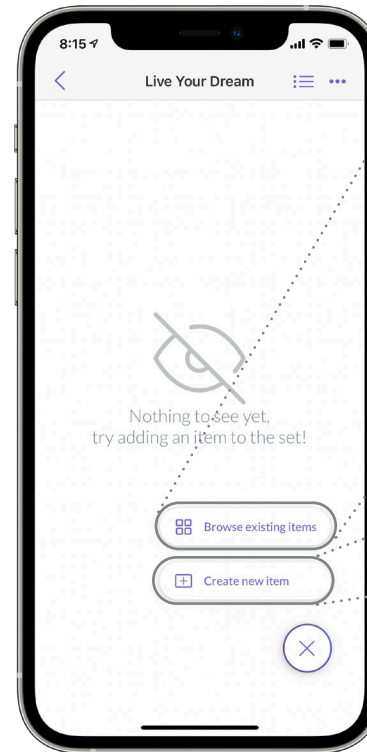 8:15
Live Your Dream
Nothing to see yet,
try adding an item to the set!
Browse existing items
Create new item